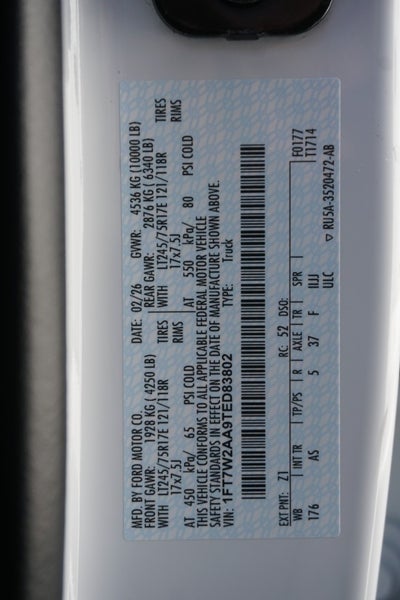 MFD. BY FORD MOTOR CO.
DATE: 02/26 GVWR: 4536 KG (10000 LB)
FRONT GAWR: 1928 KG (4250 LB) REAR GAWR: 2876 KG (6340 LB)
WITH LT245/75R17E 121/118R TIRES WITH LT245/75R17E 121/118R TIRES
17x7.5J RIMS 17x7.5J RIMS
AT 450 kPa/ 65 PSI COLD AT 550 kPa/ 80 PSI COLD
THIS VEHICLE CONFORMS TO ALL APPLICABLE FEDERAL MOTOR VEHICLE
SAFETY STANDARDS IN EFFECT ON THE DATE OF MANUFACTURE SHOWN ABOVE.
VIN: 1FT7W2AA9TED83802 TYPE: Truck
F0177
EXT PNT: Z1 RC: 52 DSO: T1714
WB INT TR TP/PS R AXLE TR SPR
176 AS 5 37 F IIJJ
ULC ▽ RU5A-3520472-AB